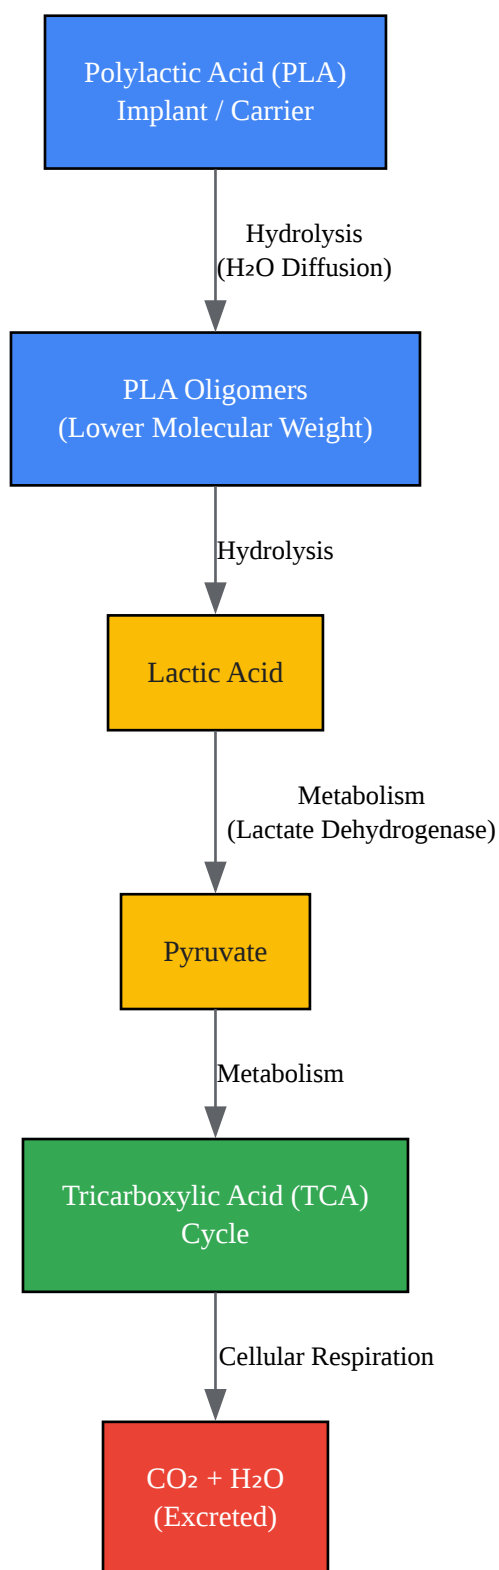 Polylactic Acid (PLA)
Implant / Carrier
Hydrolysis
(H₂O Diffusion)
PLA Oligomers
(Lower Molecular Weight)
Hydrolysis
Lactic Acid
Metabolism
(Lactate Dehydrogenase)
Pyruvate
Metabolism
Tricarboxylic Acid (TCA)
Cycle
Cellular Respiration
CO₂ + H₂O
(Excreted)